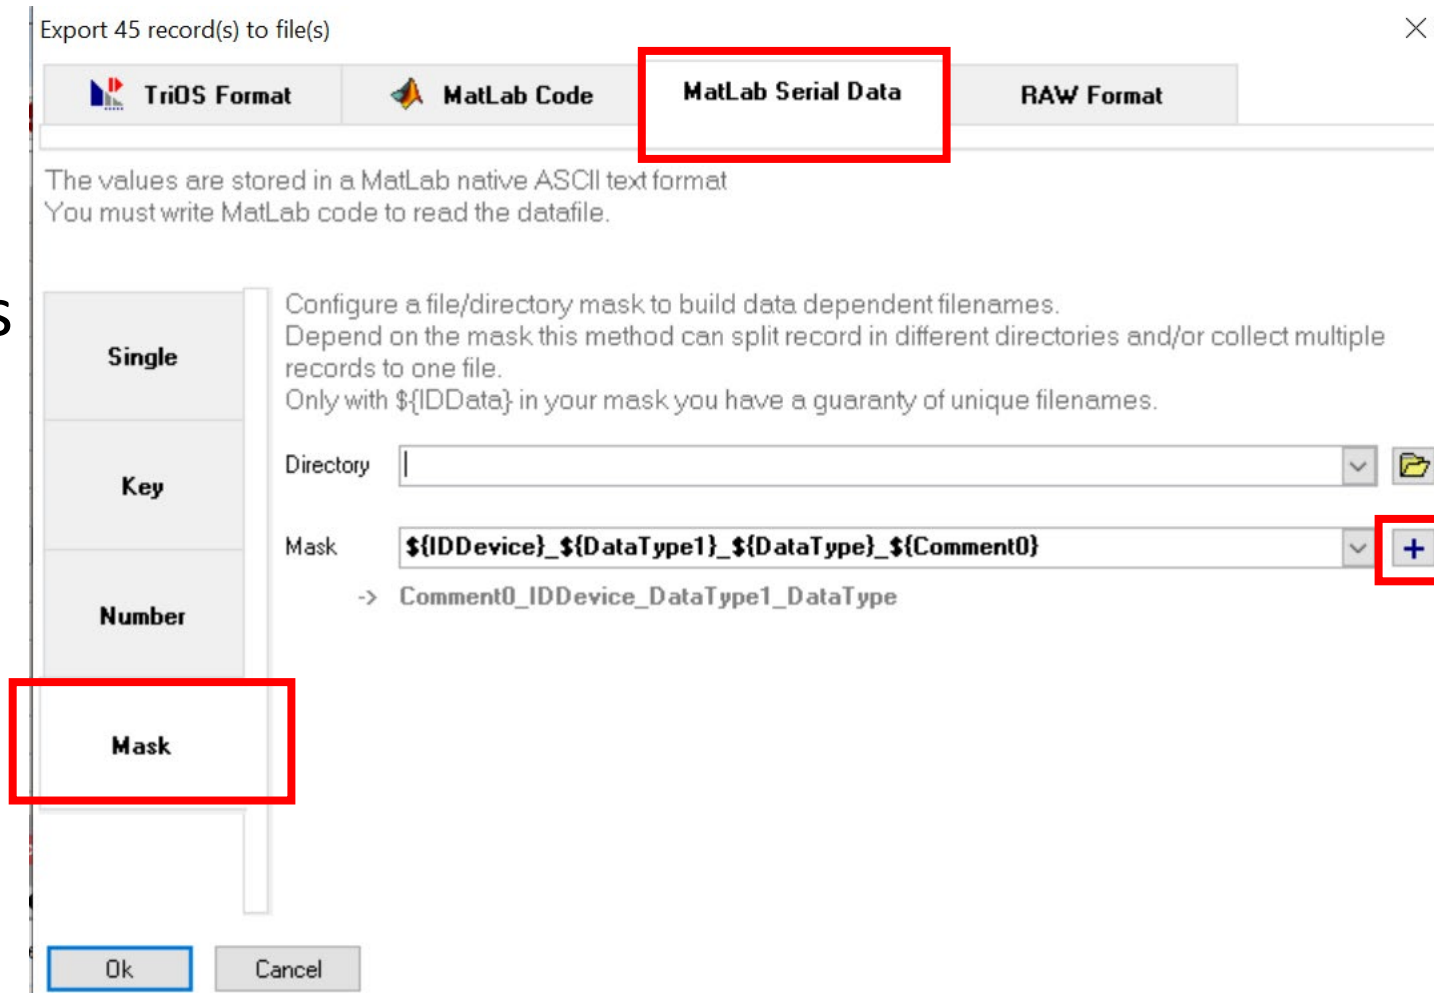 Export 45 record(s) to file(s)
TriOS Format
MatLab Code
MatLab Serial Data
RAW Format
The values are stored in a MatLab native ASCII text format
You must write MatLab code to read the datafile.
s
Single
Key
Number
Mask
Configure a file/directory mask to build data dependent filenames.
Depend on the mask this method can split record in different directories and/or collect multiple
records to one file.
Only with ${IDData} in your mask you have a guaranty of unique filenames.
Directory
Mask
${IDDevice}_${DataType1}_${DataType}_${Comment0}
-> Comment0_IDDevice_DataType1_DataType
Ok
Cancel